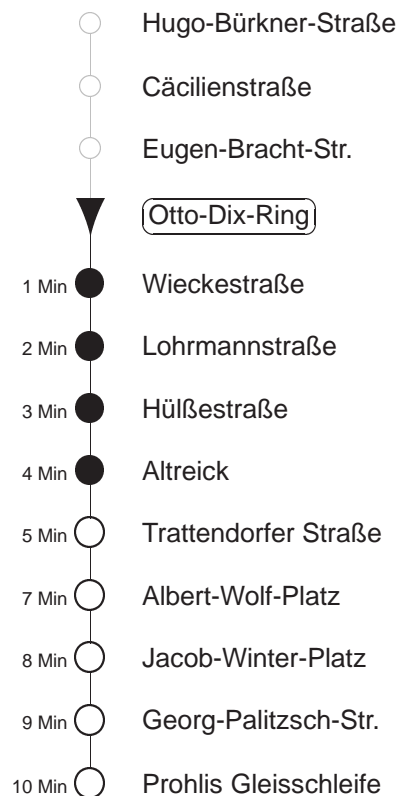 Hugo-Bürkner-Straße
Cäcilienstraße
Eugen-Bracht-Str.
Otto-Dix-Ring
1 Min Wieckestraße
2 Min Lohrmannstraße
3 Min Hülßestraße
4 Min Altreick
5 Min Trattendorfer Straße
7 Min Albert-Wolf-Platz
8 Min Jacob-Winter-Platz
9 Min Georg-Palitzsch-Str.
10 Min Prohlis Gleisschleife